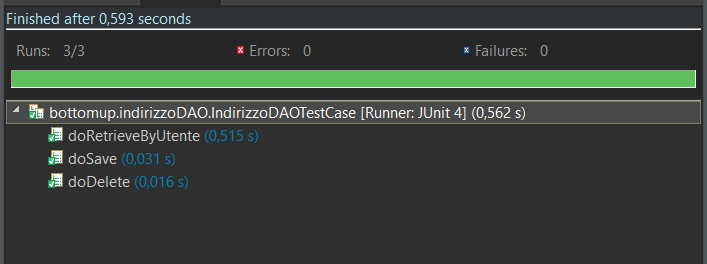 Finished after 0,593 seconds
Runs: 3/3 Errors: 0 Failures: 0
bottomup.indirizzoDAO.IndirizzoDAOTestCase [Runner: JUnit 4] (0,562 s)
doRetrieveByUtente (0,515 s)
doSave (0,031 s)
doDelete (0,016 s)